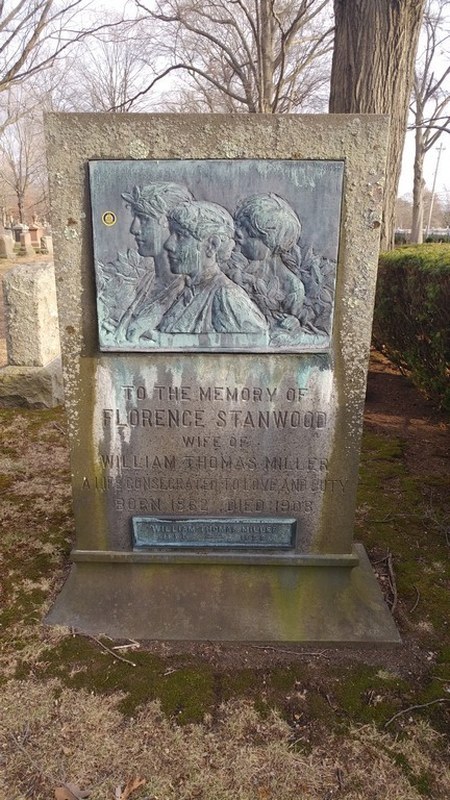 TO THE MEMORY OF
FLORENCE STANWOOD
WIFE OF
WILLIAM THOMAS MILLER
A LIFE CONSECRATED TO LOVE AND DUTY
BORN 1862 DIED 1908
WILLIAM THOMAS MILLER